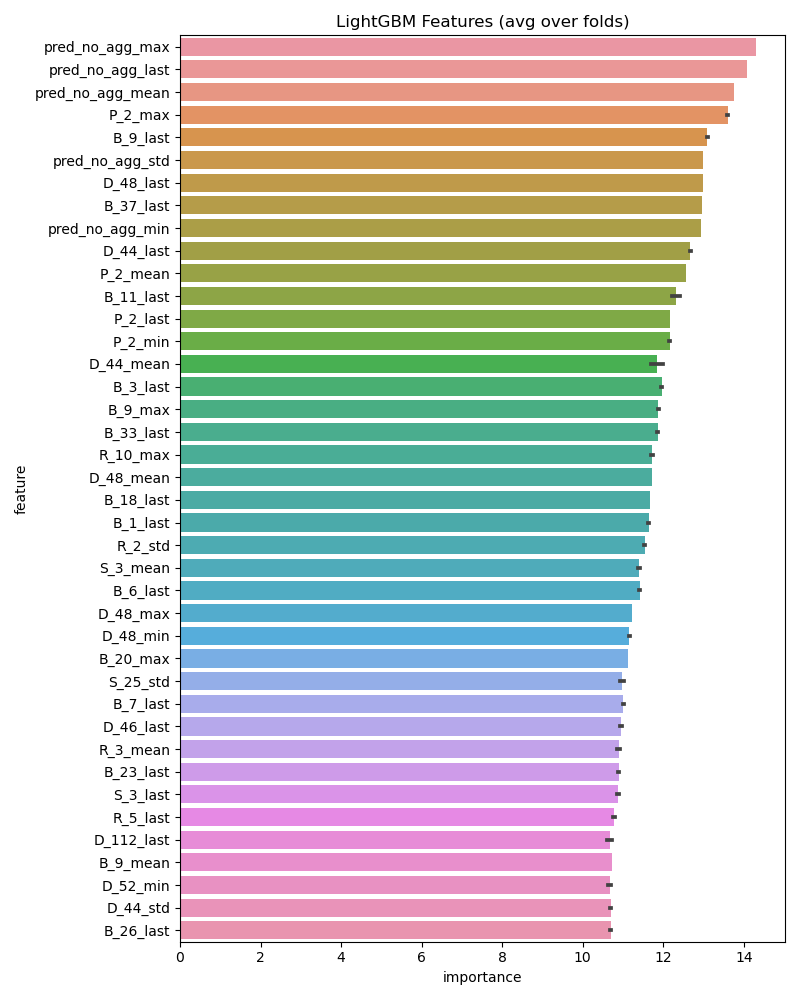 LightGBM Features (avg over folds)
pred_no_agg_max
pred_no_agg_last
pred_no_agg_mean
P_2_max
B_9_last
pred_no_agg_std
D_48_last
B_37_last
pred_no_agg_min
D_44_last
P_2_mean
B_11_last
P_2_last
P_2_min
D_44_mean
B_3_last
B_9_max
B_33_last
R_10_max
D_48_mean
B_18_last
B_1_last
R_2_std
S_3_mean
B_6_last
D_48_max
D_48_min
B_20_max
S_25_std
B_7_last
D_46_last
R_3_mean
B_23_last
S_3_last
R_5_last
D_112_last
B_9_mean
D_52_min
D_44_std
B_26_last
feature
0 2 4 6 8 10 12 14
importance